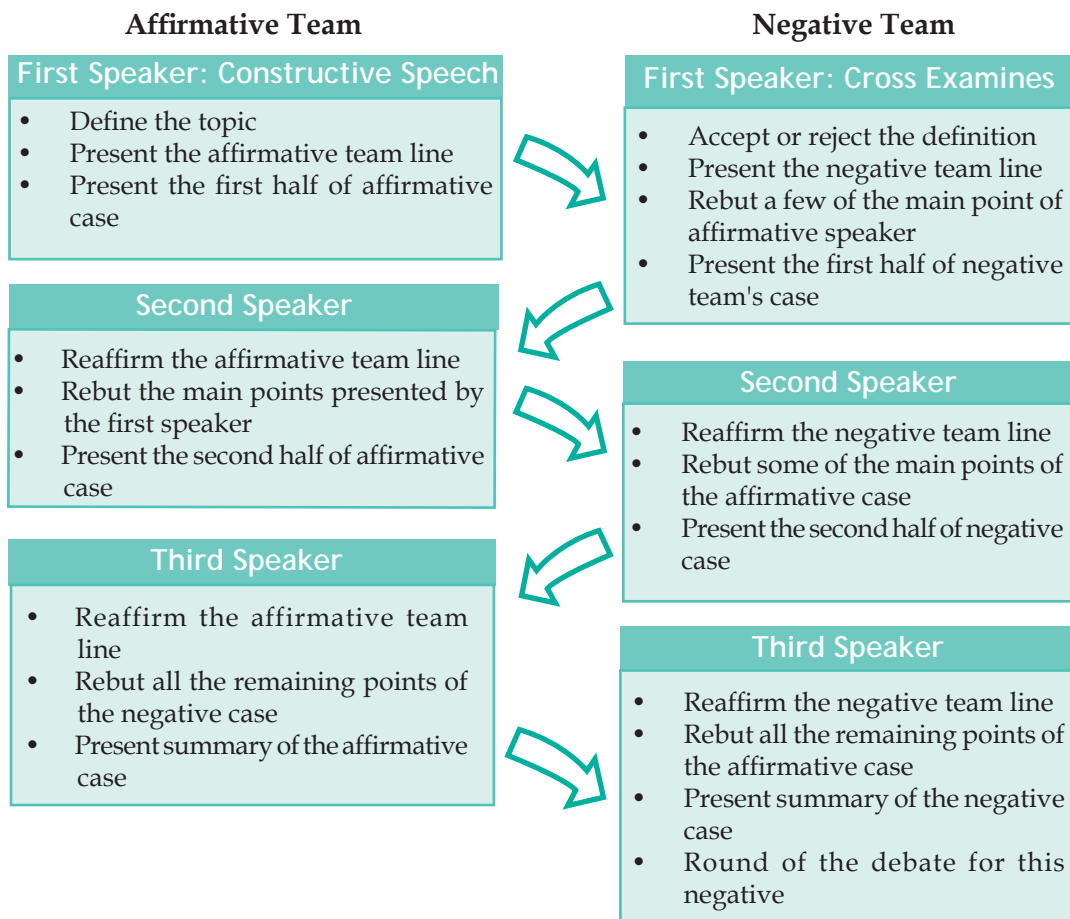 Affirmative Team
Negative Team
First Speaker: Constructive Speech
• Define the topic
• Present the affirmative team line
• Present the first half of affirmative
case
First Speaker: Cross Examines
• Accept or reject the definition
• Present the negative team line
• Rebut a few of the main point of
affirmative speaker
• Present the first half of negative
team's case
Second Speaker
• Reaffirm the affirmative team line
• Rebut the main points presented by
the first speaker
• Present the second half of affirmative
case
Second Speaker
• Reaffirm the negative team line
• Rebut some of the main points of
the affirmative case
• Present the second half of negative
case
Third Speaker
• Reaffirm the affirmative team
line
• Rebut all the remaining points of
the negative case
• Present summary of the affirmative
case
Third Speaker
• Reaffirm the negative team line
• Rebut all the remaining points of
the affirmative case
• Present summary of the negative
case
• Round of the debate for this
negative